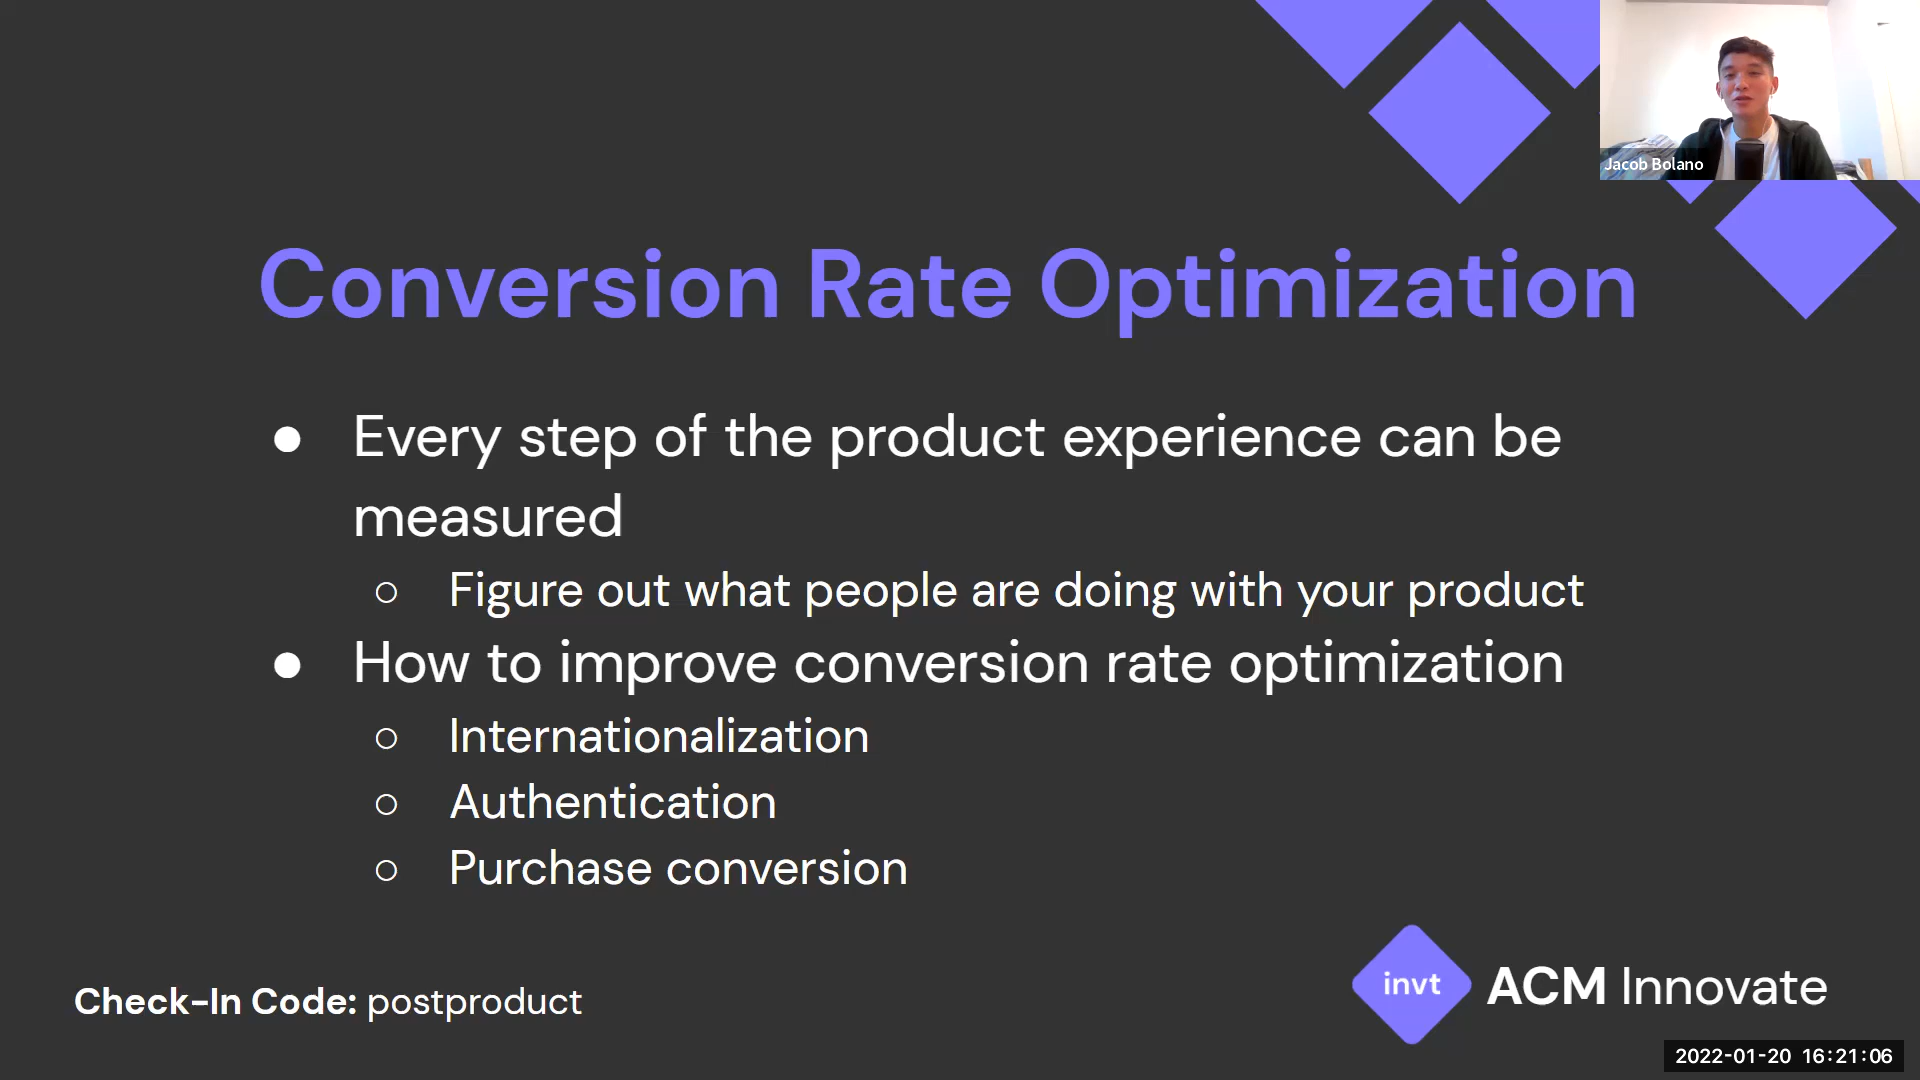 Jacob Bolano
Conversion Rate Optimization
● Every step of the product experience can be
measured
○ Figure out what people are doing with your product
● How to improve conversion rate optimization
○ Internationalization
○ Authentication
○ Purchase conversion
Check-In Code: postproduct
invt ACM Innovate
2022-01-20 16:21:06